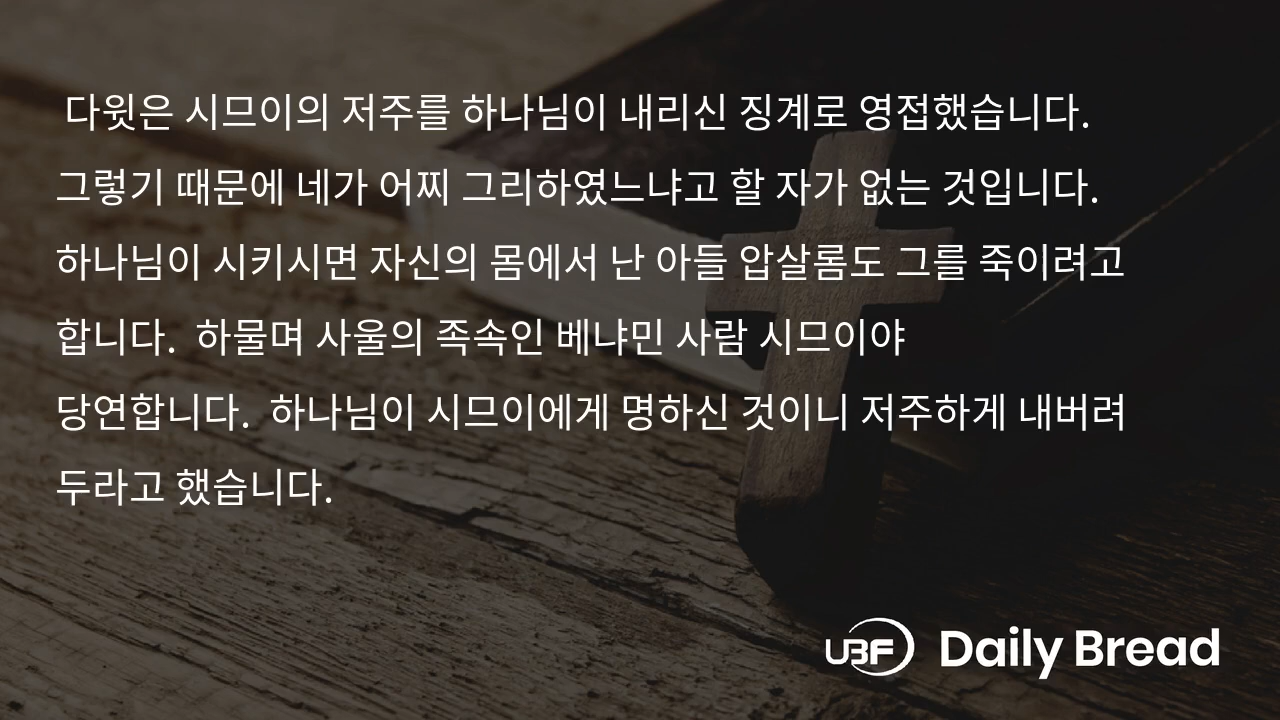 다윗은 시므이의 저주를 하나님이 내리신 징계로 영접했습니다.
그렇기 때문에 네가 어찌 그리하였느냐고 할 자가 없는 것입니다.
하나님이 시키시면 자신의 몸에서 난 아들 압살롬도 그를 죽이려고
합니다.  하물며 사울의 족속인 베냐민 사람 시므이야
당연합니다.  하나님이 시므이에게 명하신 것이니 저주하게 내버려
두라고 했습니다.
UBF Daily Bread